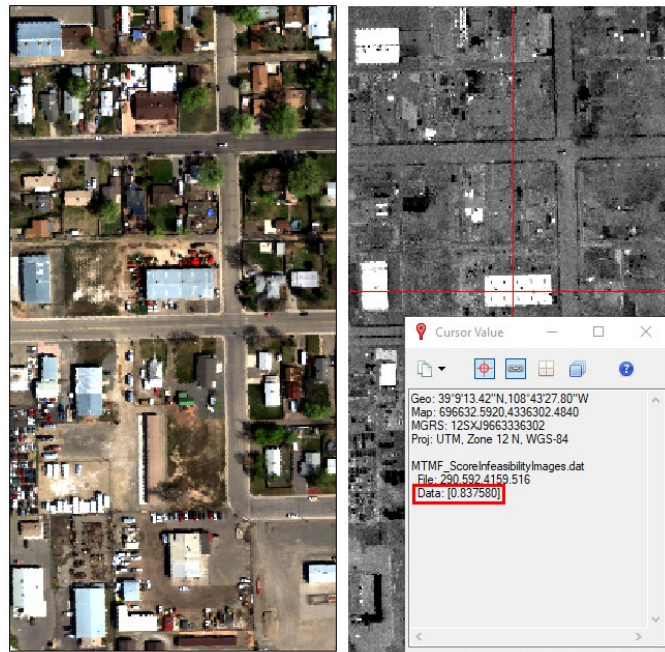 Cursor Value
Geo: 39°9'13.42"N,108°43'27.80"W
Map: 696632.5920,4336302.4840
MGRS: 12SXJ9663336302
Proj: UTM, Zone 12 N, WGS-84
MTMF_ScoreInfeasibilityImages.dat
File: 290.592,4159.516
Data: [0.837580]